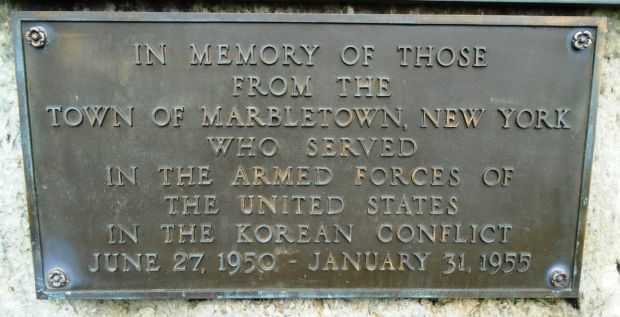 IN MEMORY OF THOSE
FROM THE
TOWN OF MARBLETOWN, NEW YORK
WHO SERVED
IN THE ARMED FORCES OF
THE UNITED STATES
IN THE KOREAN CONFLICT
JUNE 27, 1950 - JANUARY 31, 1955